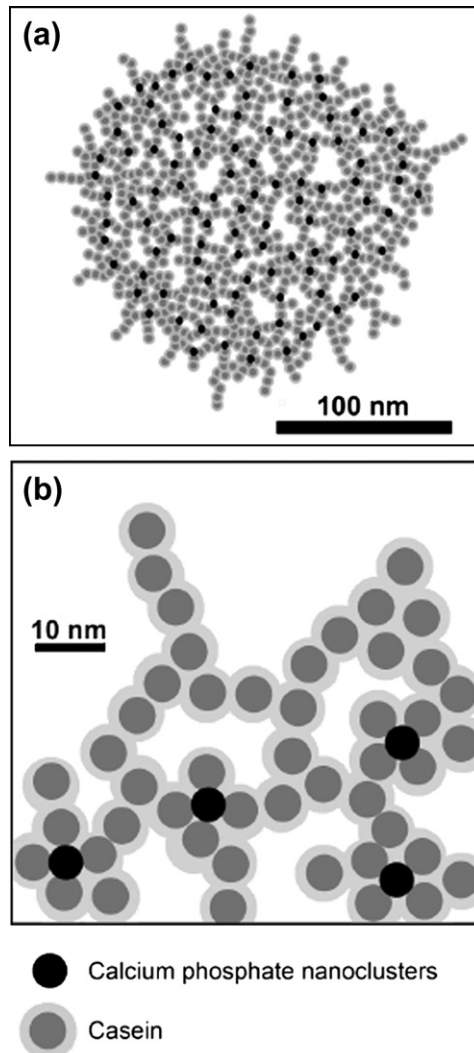 (a)
100 nm
(b)
10 nm
Calcium phosphate nanoclusters
Casein